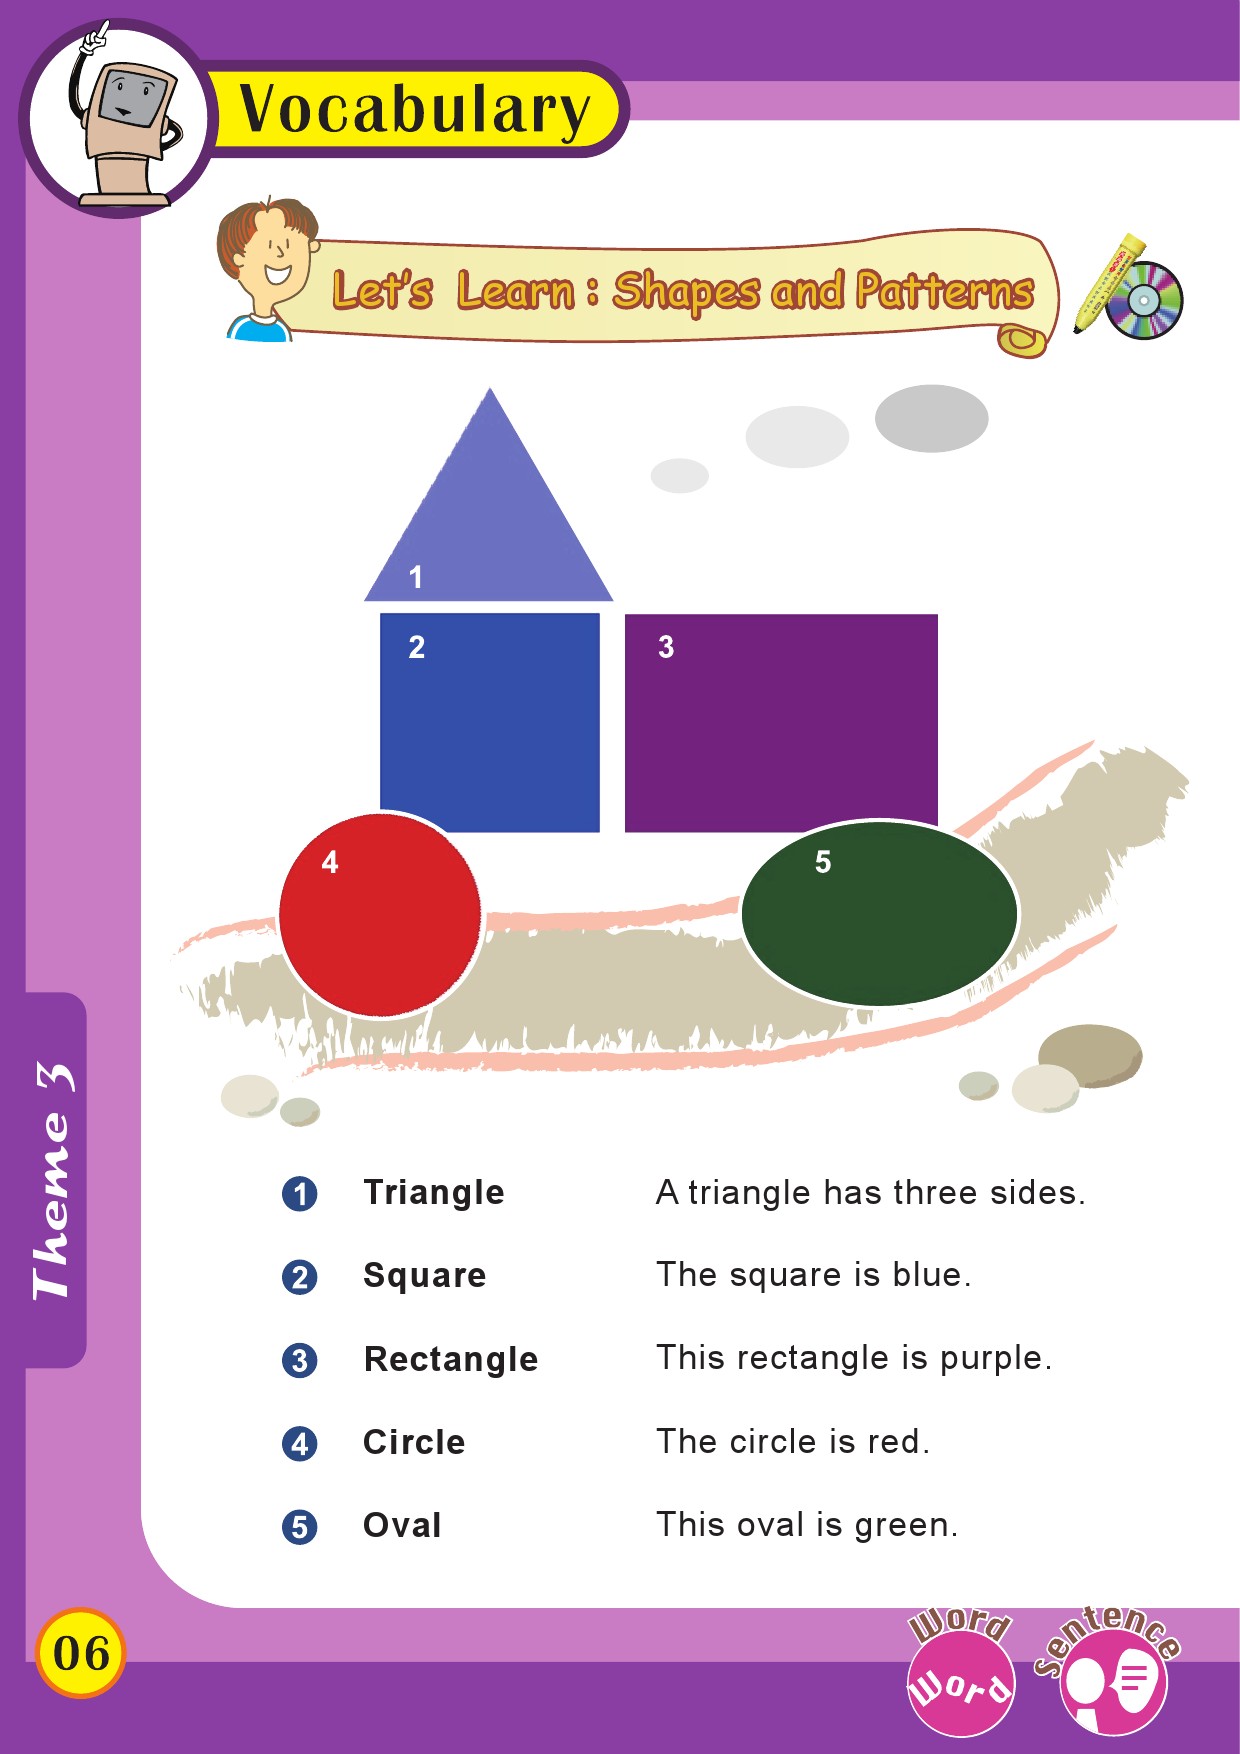 Vocabulary
Let's Learn : Shapes and Patterns
1
2
3
4
5
1 Triangle A triangle has three sides.
2 Square The square is blue.
3 Rectangle This rectangle is purple.
4 Circle The circle is red.
5 Oval This oval is green.
Theme 3
06
Word
Word
Sentence